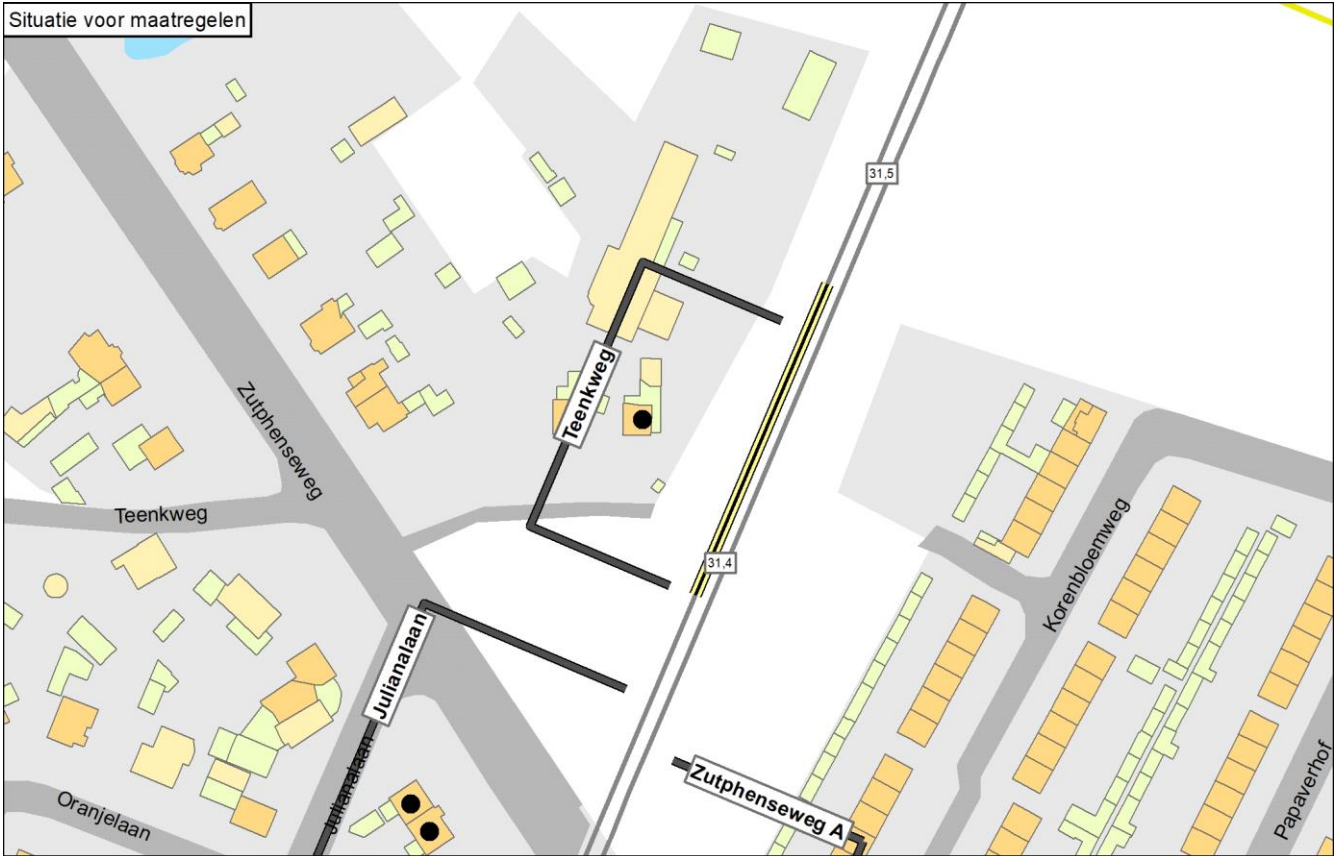 Situatie voor maatregelen
31,5
Teenkweg
Zutphenseweg
Teenkweg
31,4
Korenbloemweg
Julianalaan
Julianalaan
Zutphenseweg A
Oranjelaan
Papaverhof